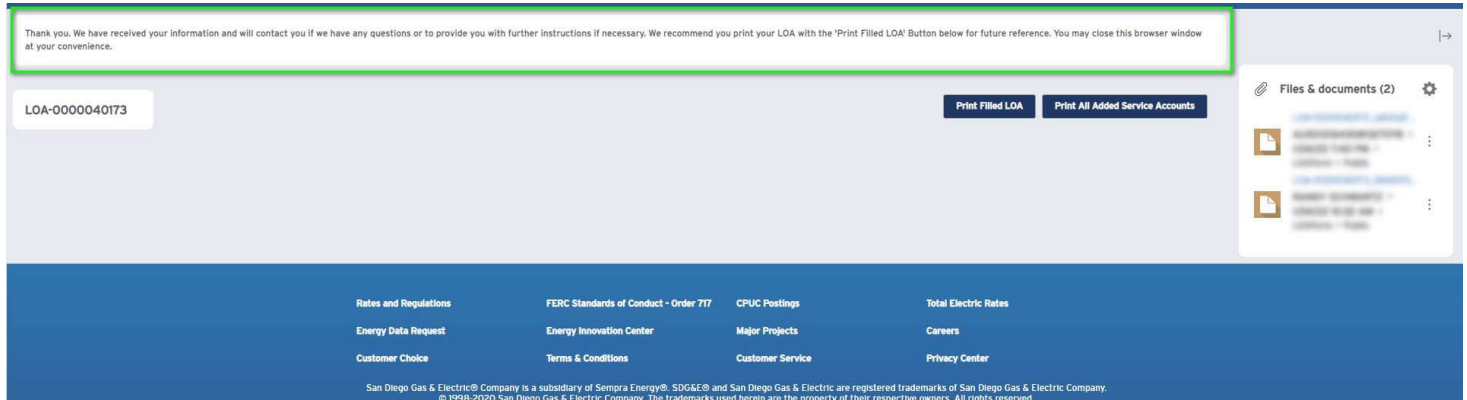 Thank you. We have received your information and will contact you if we have any questions or to provide you with further instructions if necessary. We recommend you print your LOA with the 'Print Filled LOA' Button below for future reference. You may close this browser window
at your convenience.
LOA-0000040173
Print Filled LOA
Print All Added Service Accounts
Files & documents (2)
Rates and Regulations
FERC Standards of Conduct - Order 717
CPUC Postings
Total Electric Rates
Energy Data Request
Energy Innovation Center
Major Projects
Careers
Customer Choice
Terms & Conditions
Customer Service
Privacy Center
San Diego Gas & Electric® Company is a subsidiary of Sempra Energy®. SDG&E® and San Diego Gas & Electric are registered trademarks of San Diego Gas & Electric Company.
© 1998-2020 San Diego Gas & Electric Company. The trademarks used herein are the property of their respective owners. All rights reserved